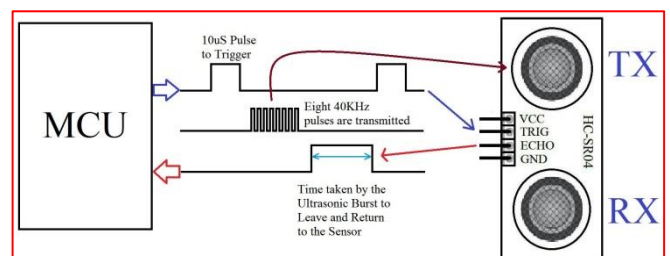 10uS Pulse
to Trigger
MCU
Eight 40KHz
pulses are transmitted
Time taken by the
Ultrasonic Burst to
Leave and Return
to the Sensor
VCC
TRIG
ECHO
GND
HC-SR04
TX
RX